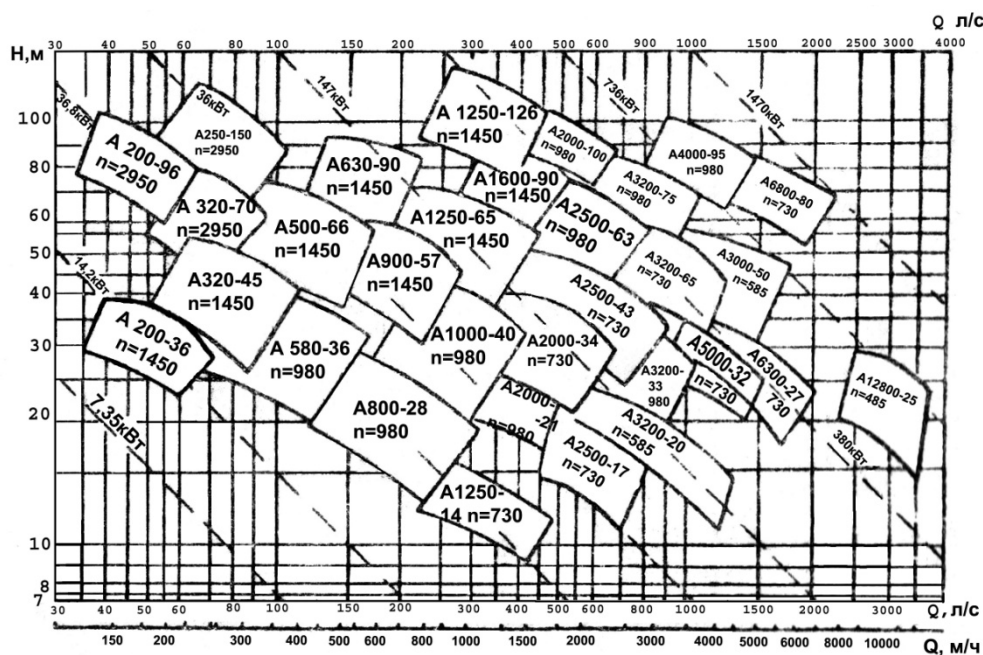 Q л/с
30 40 50 60 80 100 150 200 300 400 500 600 900 1000 1500 2000 2500 3000 4000
H,м
36,8кВт
36кВт
147кВт
736кВт
1470кВт
100
80
60
50
40
30
20
10
8
7
А 200-96
n=2950
А250-150
n=2950
А 320-70
n=2950
А630-90
n=1450
А 1250-126
n=1450
А2000-100
n=980
А4000-95
n=980
А6800-80
n=730
А1600-90
n=1450
А3200-75
n=980
А500-66
n=1450
А1250-65
n=1450
А2500-63
n=980
А3200-65
n=730
А3000-50
n=585
А900-57
n=1450
А320-45
n=1450
14,2кВт
А2500-43
n=730
А 200-36
n=1450
А 580-36
n=980
А1000-40
n=980
А2000-34
n=730
А3200-
33
980
А5000-32
n=730
А6300-27
730
А12800-25
n=485
7,35кВт
А800-28
n=980
А2000-
-21
n=980
А3200-20
n=585
А2500-17
n=730
380кВт
А1250-
14 n=730
30 40 50 60 80 100 150 200 300 400 500 600 1000 1500 2000 3000 Q, л/с
150 200 300 400 500 600 800 1000 1500 2000 3000 4000 5000 6000 8000 10000
Q, м/ч